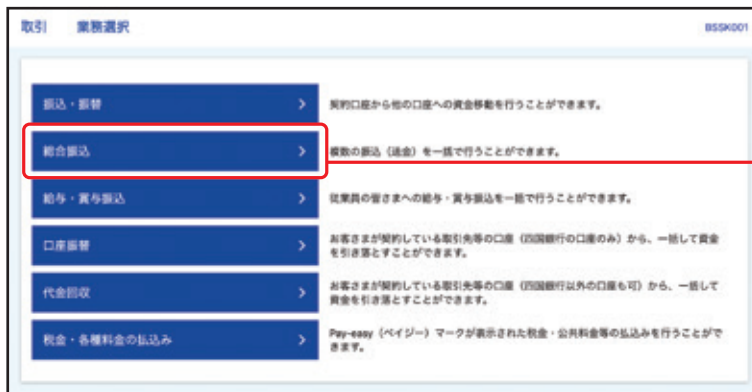 取引 業務選択
BSSK001
振込・振替
契約口座から他の口座への資金移動を行うことができます。
総合振込
複数の振込（送金）を一括で行うことができます。
給与・賞与振込
従業員の皆さまへの給与・賞与振込を一括で行うことができます。
口座振替
お客さまが契約している取引先等の口座（四国銀行の口座のみ）から、一括して資金
を引き落とすことができます。
代金回収
お客さまが契約している取引先等の口座（四国銀行以外の口座も可）から、一括して
資金を引き落とすことができます。
税金・各種料金の払込み
Pay-easy（ペイジー）マークが表示された税金・公共料金等の払込みを行うことがで
きます。